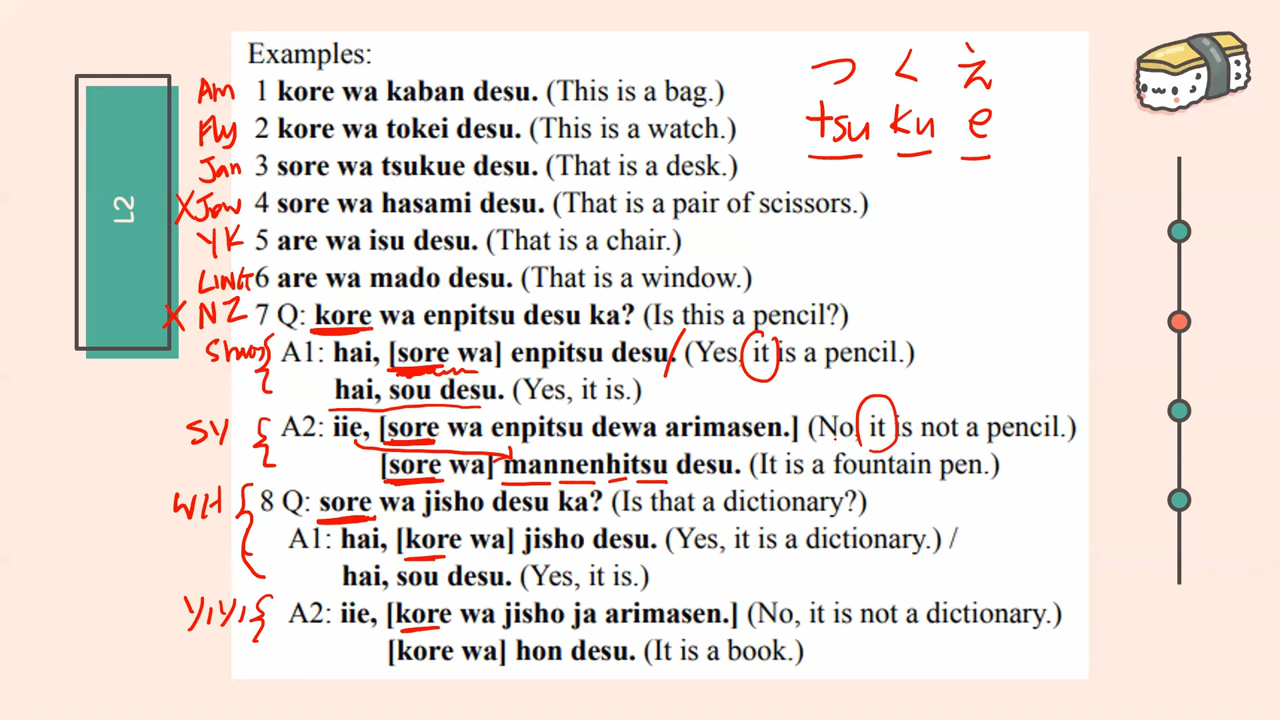 Examples:
つ く え
tsu ku e
Am 1 kore wa kaban desu. (This is a bag.)
Fly 2 kore wa tokei desu. (This is a watch.)
Jan 3 sore wa tsukue desu. (That is a desk.)
X Jow 4 sore wa hasami desu. (That is a pair of scissors.)
YK 5 are wa isu desu. (That is a chair.)
LING 6 are wa mado desu. (That is a window.)
X NZ 7 Q: kore wa enpitsu desu ka? (Is this a pencil?)
A1: hai, [sore wa] enpitsu desu. / (Yes, it is a pencil.)
hai, sou desu. (Yes, it is.)
SY A2: iie, [sore wa enpitsu dewa arimasen.] (No, it is not a pencil.)
[sore wa] mannenhitsu desu. (It is a fountain pen.)
WH 8 Q: sore wa jisho desu ka? (Is that a dictionary?)
A1: hai, [kore wa] jisho desu. (Yes, it is a dictionary.) /
hai, sou desu. (Yes, it is.)
YIYI A2: iie, [kore wa jisho ja arimasen.] (No, it is not a dictionary.)
[kore wa] hon desu. (It is a book.)
L2